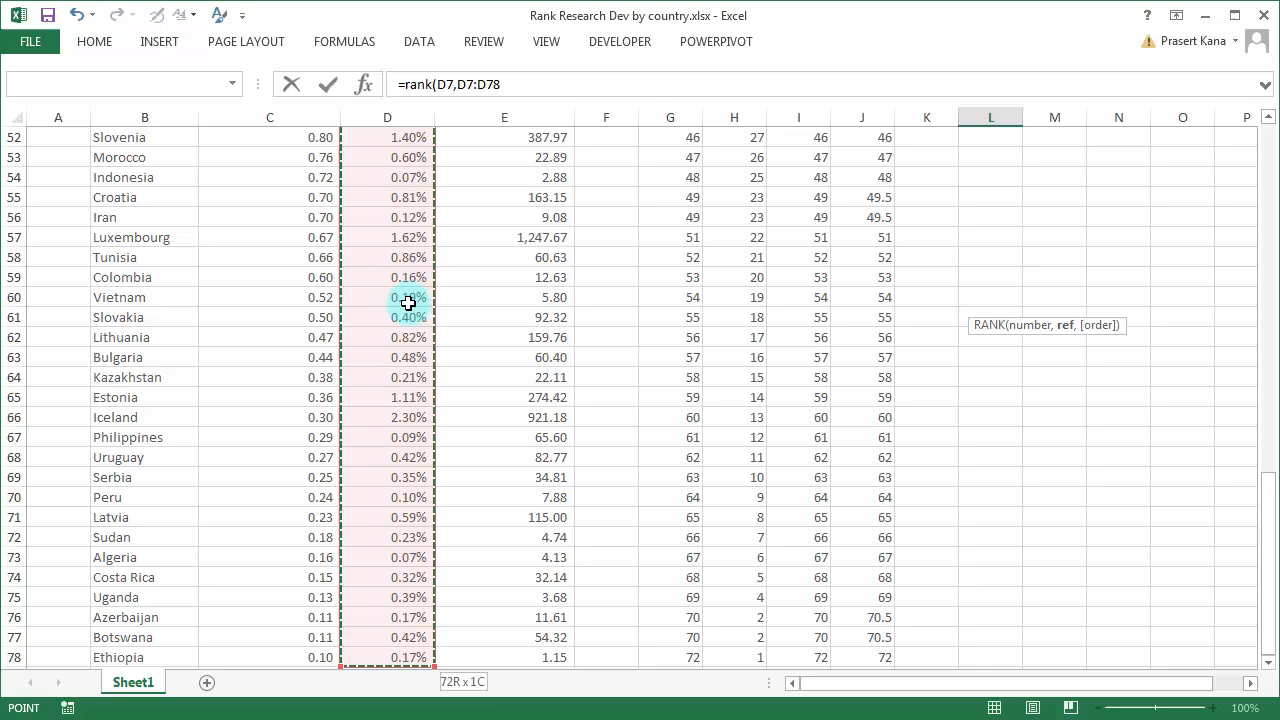 Rank Research Dev by country.xlsx - Excel
FILE HOME INSERT PAGE LAYOUT FORMULAS DATA REVIEW VIEW DEVELOPER POWERPIVOT Prasert Kana
=rank(D7,D7:D78
A B C D E F G H I J K L M N O P
52 Slovenia 0.80 1.40% 387.97 46 27 46 46
53 Morocco 0.76 0.60% 22.89 47 26 47 47
54 Indonesia 0.72 0.07% 2.88 48 25 48 48
55 Croatia 0.70 0.81% 163.15 49 23 49 49.5
56 Iran 0.70 0.12% 9.08 49 23 49 49.5
57 Luxembourg 0.67 1.62% 1,247.67 51 22 51 51
58 Tunisia 0.66 0.86% 60.63 52 21 52 52
59 Colombia 0.60 0.16% 12.63 53 20 53 53
60 Vietnam 0.52 5.80 54 19 54 54
61 Slovakia 0.50 0.40% 92.32 55 18 55 55
RANK(number, ref, [order])
62 Lithuania 0.47 0.82% 159.76 56 17 56 56
63 Bulgaria 0.44 0.48% 60.40 57 16 57 57
64 Kazakhstan 0.38 0.21% 22.11 58 15 58 58
65 Estonia 0.36 1.11% 274.42 59 14 59 59
66 Iceland 0.30 2.30% 921.18 60 13 60 60
67 Philippines 0.29 0.09% 65.60 61 12 61 61
68 Uruguay 0.27 0.42% 82.77 62 11 62 62
69 Serbia 0.25 0.35% 34.81 63 10 63 63
70 Peru 0.24 0.10% 7.88 64 9 64 64
71 Latvia 0.23 0.59% 115.00 65 8 65 65
72 Sudan 0.18 0.23% 4.74 66 7 66 66
73 Algeria 0.16 0.07% 4.13 67 6 67 67
74 Costa Rica 0.15 0.32% 32.14 68 5 68 68
75 Uganda 0.13 0.39% 3.68 69 4 69 69
76 Azerbaijan 0.11 0.17% 11.61 70 2 70 70.5
77 Botswana 0.11 0.42% 54.32 70 2 70 70.5
78 Ethiopia 0.10 0.17% 1.15 72 1 72 72
Sheet1 72R x 1C
POINT 100%